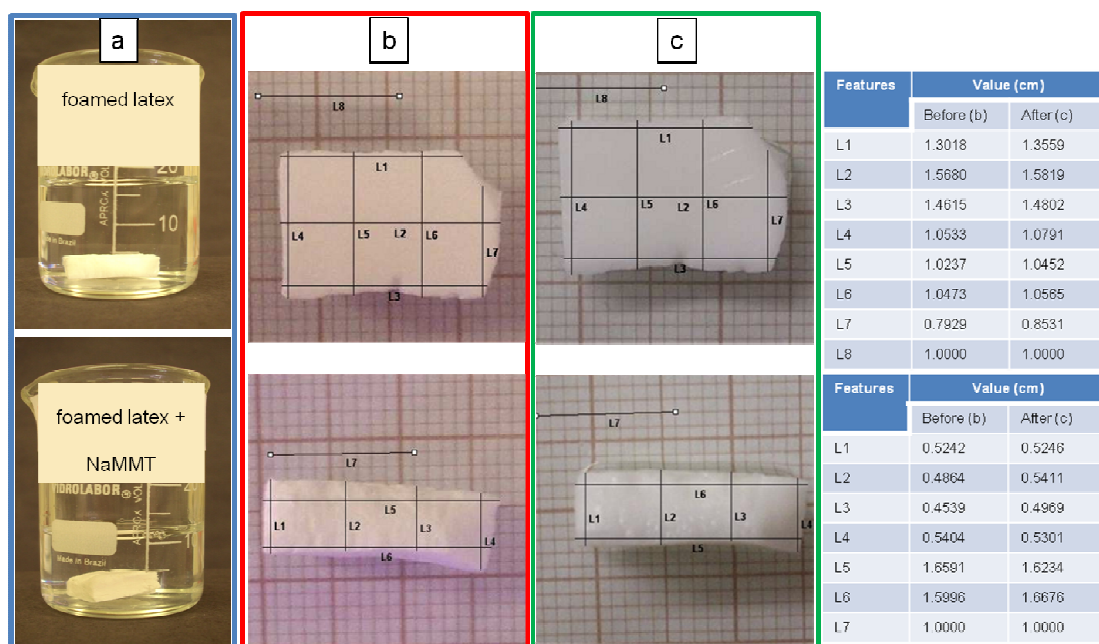 a
foamed latex
20
APRCX. VOL
10
Made in Brazil
foamed latex +
NaMMT
IDROLABOR®
Made in Brazil
b
L8
L1
L4
L5
L2
L6
L7
L3
L7
L1
L2
L5
L3
L4
L6
c
L8
L1
L4
L5
L2
L6
L7
L3
L7
L6
L1
L2
L3
L4
L5
Features Value (cm)
Before (b) After (c)
L1 1.3018 1.3559
L2 1.5680 1.5819
L3 1.4615 1.4802
L4 1.0533 1.0791
L5 1.0237 1.0452
L6 1.0473 1.0565
L7 0.7929 0.8531
L8 1.0000 1.0000
Features Value (cm)
Before (b) After (c)
L1 0.5242 0.5246
L2 0.4864 0.5411
L3 0.4539 0.4969
L4 0.5404 0.5301
L5 1.6591 1.6234
L6 1.5996 1.6676
L7 1.0000 1.0000